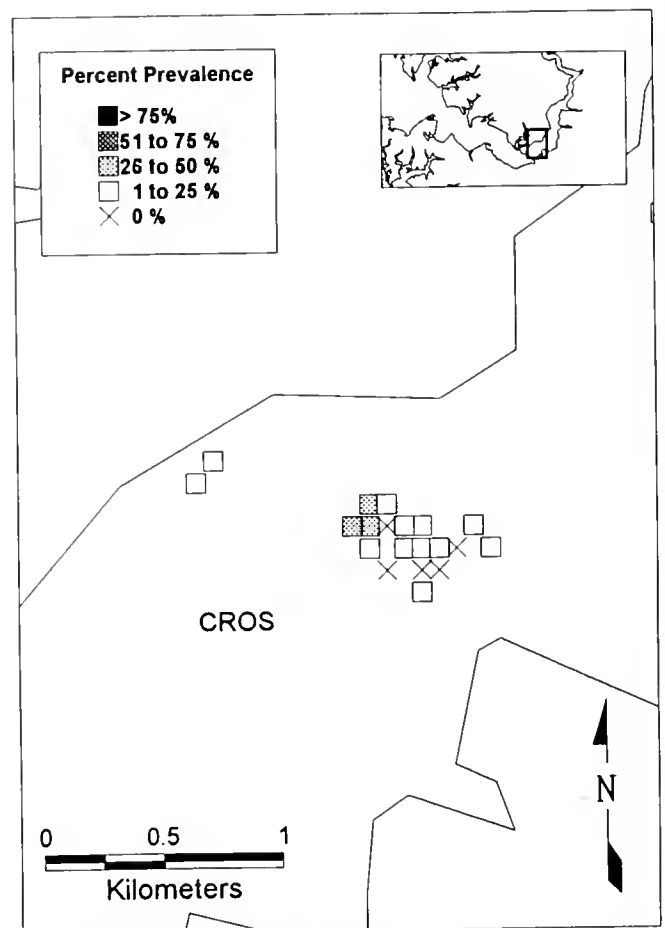 Percent Prevalence
> 75%
51 to 75 %
26 to 50 %
1 to 25 %
0 %
CROS
N
0 0.5 1
Kilometers